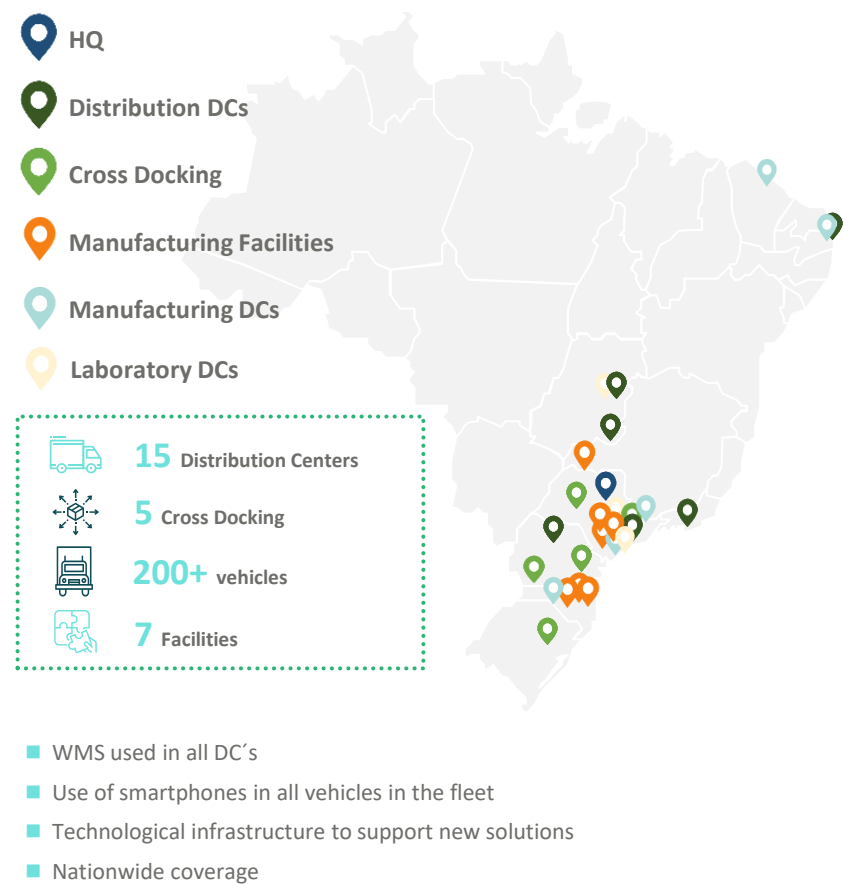 HQ
Distribution DCs
Cross Docking
Manufacturing Facilities
Manufacturing DCs
Laboratory DCs
15 Distribution Centers
5 Cross Docking
200+ vehicles
7 Facilities
WMS used in all DC´s
Use of smartphones in all vehicles in the fleet
Technological infrastructure to support new solutions
Nationwide coverage